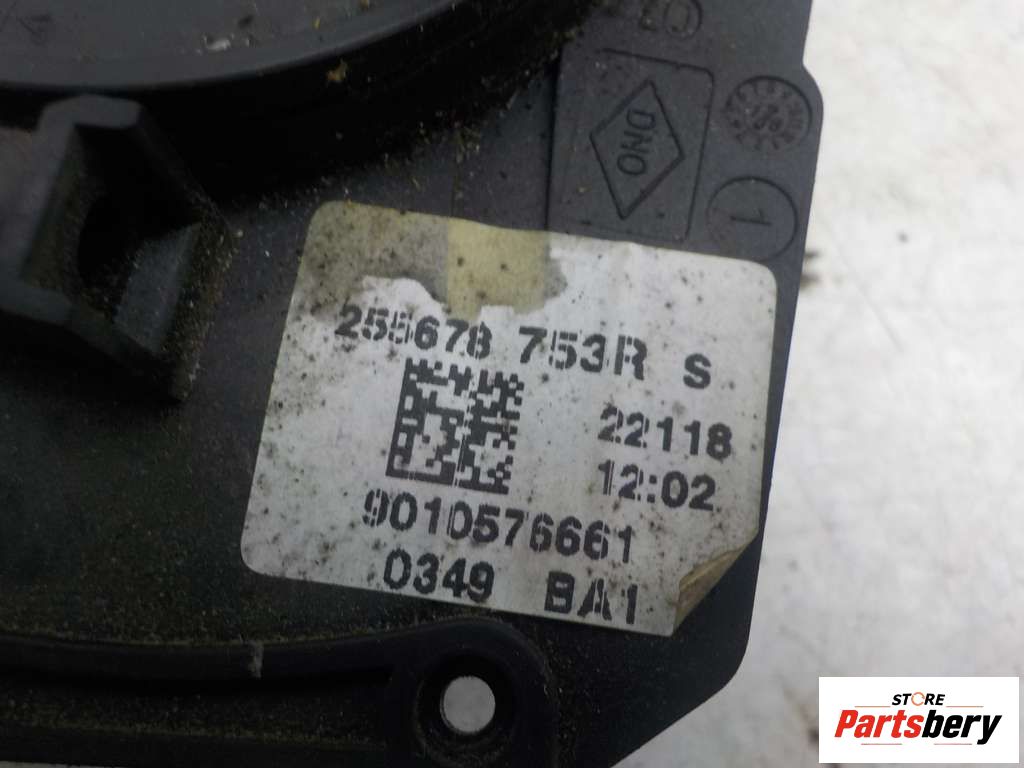 DNO
1
255678 753R S
22118
12:02
9010576661
0349 BA1
STORE
Partsbery